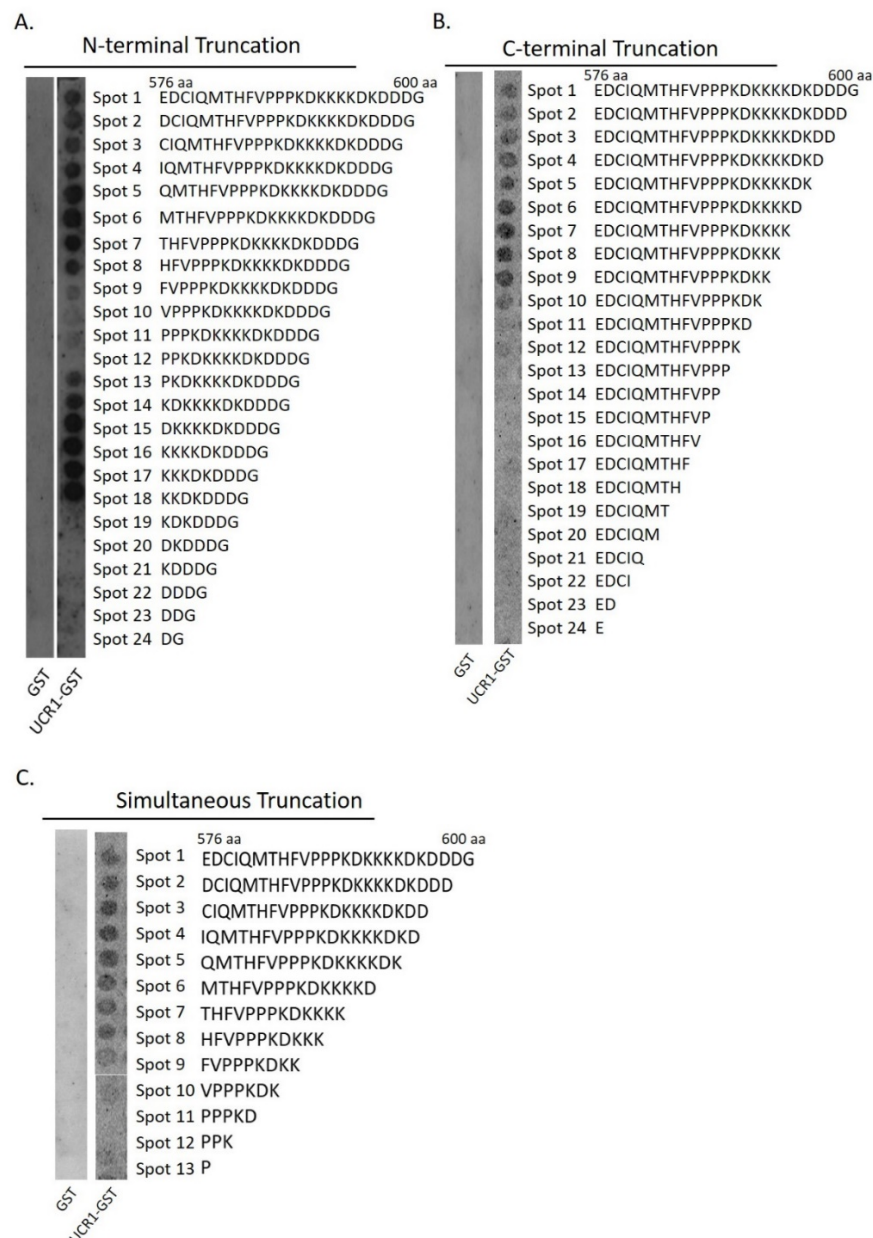 A.
N-terminal Truncation
576 aa 600 aa
Spot 1 EDCIQMTHFVPPPKDKKKKDKDDDG
Spot 2 DCIQMTHFVPPPKDKKKKDKDDDG
Spot 3 CIQMTHFVPPPKDKKKKDKDDDG
Spot 4 IQMTHFVPPPKDKKKKDKDDDG
Spot 5 QMTHFVPPPKDKKKKDKDDDG
Spot 6 MTHFVPPPKDKKKKDKDDDG
Spot 7 THFVPPPKDKKKKDKDDDG
Spot 8 HFVPPPKDKKKKDKDDDG
Spot 9 FVPPPKDKKKKDKDDDG
Spot 10 VPPPKDKKKKDKDDDG
Spot 11 PPPKDKKKKDKDDDG
Spot 12 PPKDKKKKDKDDDG
Spot 13 PKDKKKKDKDDDG
Spot 14 KDKKKKDKDDDG
Spot 15 DKKKKDKDDDG
Spot 16 KKKKDKDDDG
Spot 17 KKKDKDDDG
Spot 18 KKDKDDDG
Spot 19 KDKDDDG
Spot 20 DKDDDG
Spot 21 KDDDG
Spot 22 DDDG
Spot 23 DDG
Spot 24 DG
GST
UCR1-GST
B.
C-terminal Truncation
576 aa 600 aa
Spot 1 EDCIQMTHFVPPPKDKKKKDKDDDG
Spot 2 EDCIQMTHFVPPPKDKKKKDKDDD
Spot 3 EDCIQMTHFVPPPKDKKKKDKDD
Spot 4 EDCIQMTHFVPPPKDKKKKDKD
Spot 5 EDCIQMTHFVPPPKDKKKKDK
Spot 6 EDCIQMTHFVPPPKDKKKKD
Spot 7 EDCIQMTHFVPPPKDKKKK
Spot 8 EDCIQMTHFVPPPKDKKK
Spot 9 EDCIQMTHFVPPPKDKK
Spot 10 EDCIQMTHFVPPPKDK
Spot 11 EDCIQMTHFVPPPKD
Spot 12 EDCIQMTHFVPPPK
Spot 13 EDCIQMTHFVPPP
Spot 14 EDCIQMTHFVPP
Spot 15 EDCIQMTHFVP
Spot 16 EDCIQMTHFV
Spot 17 EDCIQMTHF
Spot 18 EDCIQMTH
Spot 19 EDCIQMT
Spot 20 EDCIQM
Spot 21 EDCIQ
Spot 22 EDCI
Spot 23 ED
Spot 24 E
GST
UCR1-GST
C.
Simultaneous Truncation
576 aa 600 aa
Spot 1 EDCIQMTHFVPPPKDKKKKDKDDDG
Spot 2 DCIQMTHFVPPPKDKKKKDKDDD
Spot 3 CIQMTHFVPPPKDKKKKDKDD
Spot 4 IQMTHFVPPPKDKKKKDKD
Spot 5 QMTHFVPPPKDKKKKDK
Spot 6 MTHFVPPPKDKKKKD
Spot 7 THFVPPPKDKKKK
Spot 8 HFVPPPKDKKK
Spot 9 FVPPPKDKK
Spot 10 VPPPKDK
Spot 11 PPPKD
Spot 12 PPK
Spot 13 P
GST
UCR1-GST